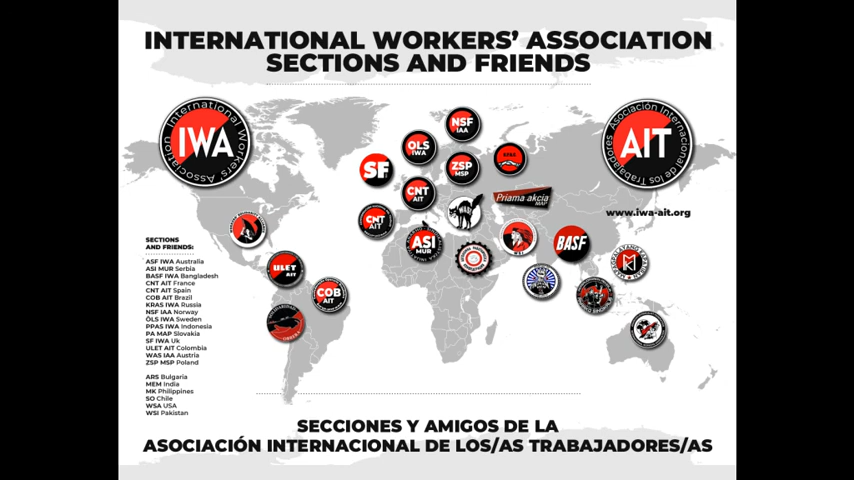 INTERNATIONAL WORKERS' ASSOCIATION
SECTIONS AND FRIENDS
International Workers Association
IWA
Asociación Internacional de los Trabajadores
AIT
www.iwa-ait.org
NSF
IAA
OLS
IWA
SF
ZSP
MSP
KRAS
CNT
AIT
Priama akcia
MAP
CNT
AIT
ASI
MUR
WSI
BASF
ULET
AIT
COB
AIT
SECTIONS
AND FRIENDS:
ASF IWA Australia
ASI MUR Serbia
BASF IWA Bangladesh
CNT AIT France
CNT AIT Spain
COB AIT Brazil
KRAS IWA Russia
NSF IAA Norway
ÖLS IWA Sweden
PPAS IWA Indonesia
PA MAP Slovakia
SF IWA Uk
ULET AIT Colombia
WAS IAA Austria
ZSP MSP Poland
ARS Bulgaria
MEM India
MK Philippines
SO Chile
WSA USA
WSI Pakistan
SECCIONES Y AMIGOS DE LA
ASOCIACIÓN INTERNACIONAL DE LOS/AS TRABAJADORES/AS